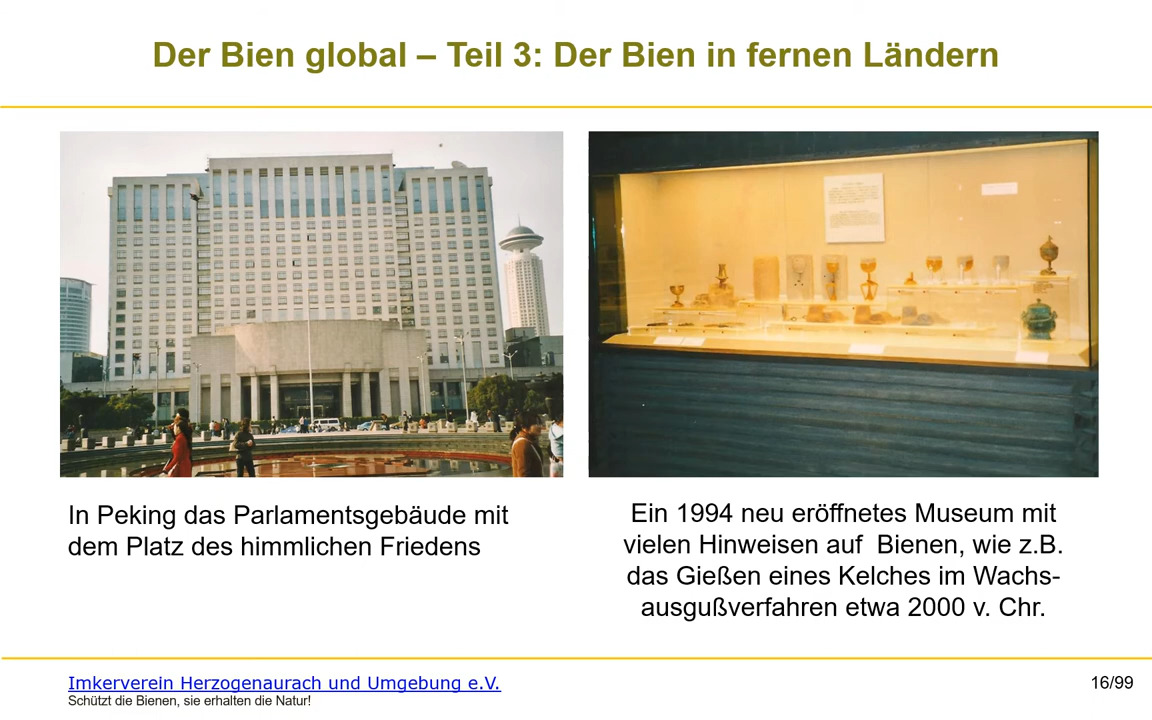 Der Bien global – Teil 3: Der Bien in fernen Ländern
In Peking das Parlamentsgebäude mit
dem Platz des himmlichen Friedens
Ein 1994 neu eröffnetes Museum mit
vielen Hinweisen auf  Bienen, wie z.B.
das Gießen eines Kelches im Wachs-
ausgußverfahren etwa 2000 v. Chr.
Imkerverein Herzogenaurach und Umgebung e.V.
Schützt die Bienen, sie erhalten die Natur!
16/99